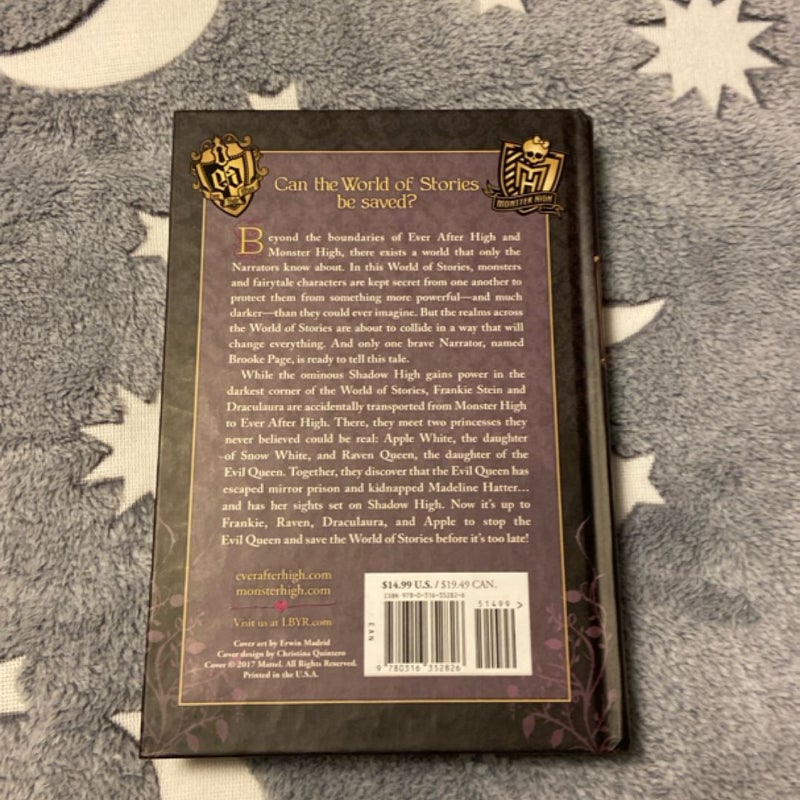 Can the World of Stories
be saved?
MONSTER HIGH
Beyond the boundaries of Ever After High and
Monster High, there exists a world that only the
Narrators know about. In this World of Stories, monsters
and fairytale characters are kept secret from one another to
protect them from something more powerful—and much
darker—than they could ever imagine. But the realms across
the World of Stories are about to collide in a way that will
change everything. And only one brave Narrator, named
Brooke Page, is ready to tell this tale.
While the ominous Shadow High gains power in the
darkest corner of the World of Stories, Frankie Stein and
Draculaura are accidentally transported from Monster High
to Ever After High. There, they meet two princesses they
never believed could be real: Apple White, the daughter
of Snow White, and Raven Queen, the daughter of the
Evil Queen. Together, they discover that the Evil Queen has
escaped mirror prison and kidnapped Madeline Hatter...
and has her sights set on Shadow High. Now it's up to
Frankie, Raven, Draculaura, and Apple to stop the
Evil Queen and save the World of Stories before it's too late!
everafterhigh.com
monsterhigh.com
Visit us at LBYR.com
Cover art by Erwin Madrid
Cover design by Christina Quintero
Cover © 2017 Mattel. All Rights Reserved.
Printed in the U.S.A.
$14.99 U.S. / $19.49 CAN.
ISBN 978-0-316-35282-6
51499>
EAN
9 780316 352826